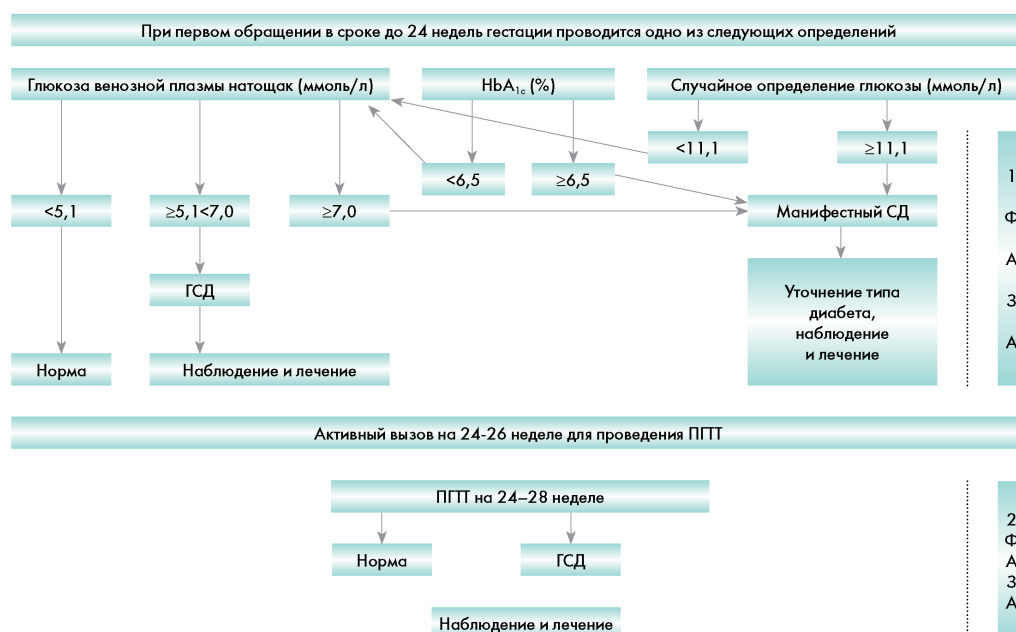 При первом обращении в сроке до 24 недель гестации проводится одно из следующих определений
Глюкоза венозной плазмы натощак (ммоль/л)
HbA1c (%)
Случайное определение глюкозы (ммоль/л)
<11,1
≥11,1
<6,5
≥6,5
1
<5,1
≥5,1<7,0
≥7,0
Манифестный СД
Ф
А
ГСД
Уточнение типа
диабета,
наблюдение
и лечение
З
А
Норма
Наблюдение и лечение
Активный вызов на 24-26 неделе для проведения ПГТТ
ПГТТ на 24–28 неделе
2
Ф
А
З
А
Норма
ГСД
Наблюдение и лечение